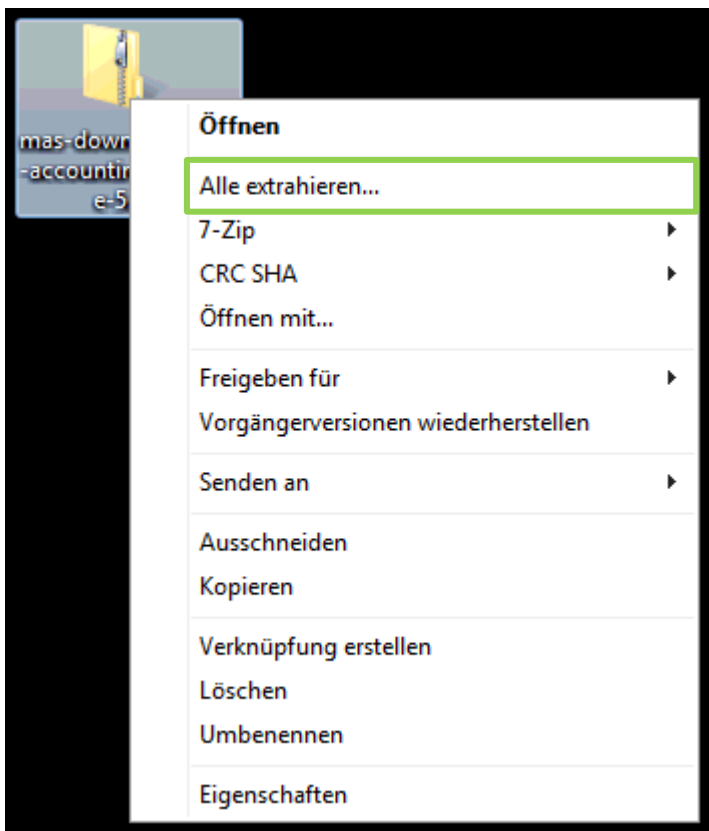 mas-down
-accountin
e-5
Öffnen
Alle extrahieren...
7-Zip
CRC SHA
Öffnen mit...
Freigeben für
Vorgängerversionen wiederherstellen
Senden an
Ausschneiden
Kopieren
Verknüpfung erstellen
Löschen
Umbenennen
Eigenschaften